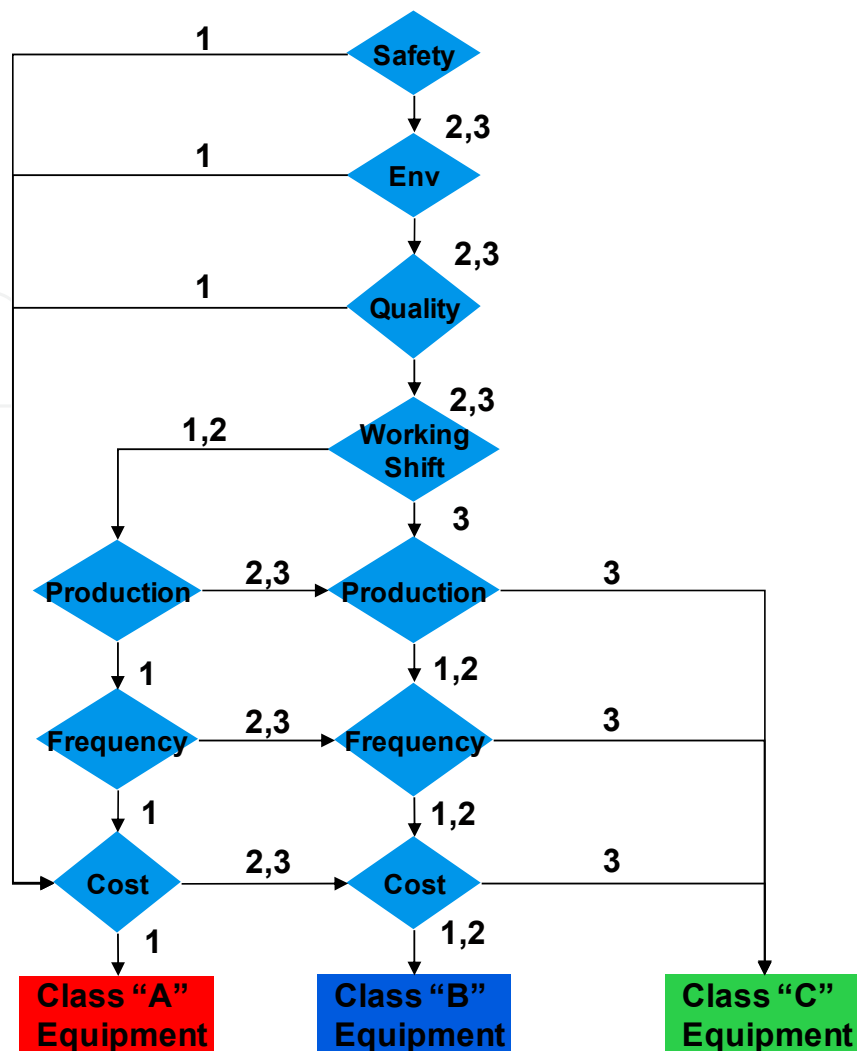 1
Safety
2,3
1
Env
2,3
1
Quality
2,3
1,2
Working
Shift
3
Production
2,3
Production
3
1
1,2
Frequency
2,3
Frequency
3
1
1,2
Cost
2,3
Cost
3
1
1,2
Class “A”
Equipment
Class “B”
Equipment
Class “C”
Equipment